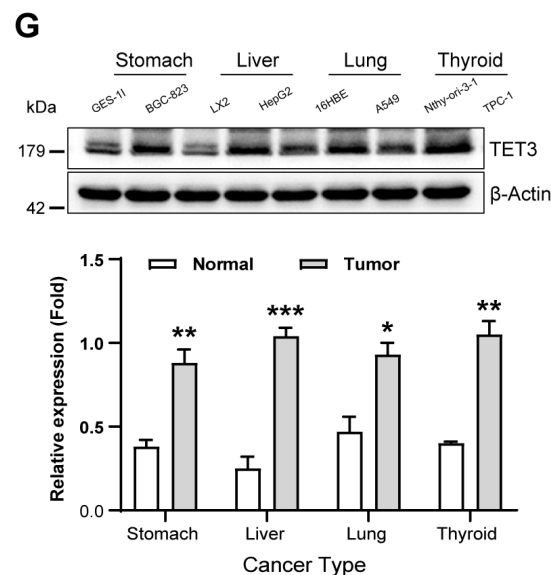 G
Stomach Liver Lung Thyroid
kDa GES-1l BGC-823 LX2 HepG2 16HBE A549 Nthy-ori-3-1 TPC-1
179 TET3
42 β-Actin
1.5 Normal Tumor
** *** * **
1.0
0.5
0.0
Relative expression (Fold)
Stomach Liver Lung Thyroid
Cancer Type